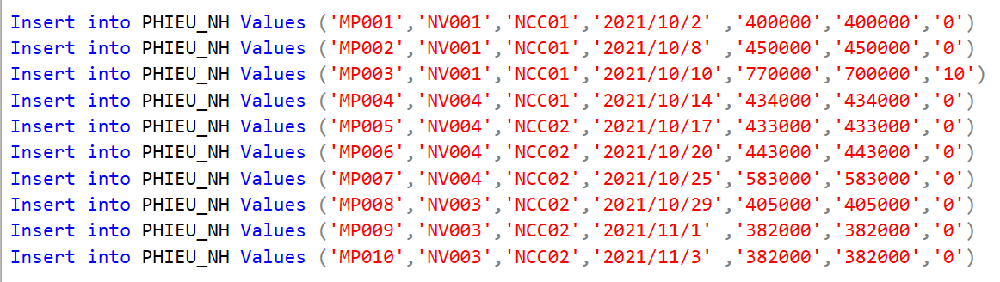 Insert into PHIEU_NH Values ('MP001','NV001','NCC01','2021/10/2' ,'400000','400000','0')
Insert into PHIEU_NH Values ('MP002','NV001','NCC01','2021/10/8' ,'450000','450000','0')
Insert into PHIEU_NH Values ('MP003','NV001','NCC01','2021/10/10','770000','700000','10')
Insert into PHIEU_NH Values ('MP004','NV001','NCC01','2021/10/14','434000','434000','0')
Insert into PHIEU_NH Values ('MP005','NV004','NCC02','2021/10/17','433000','433000','0')
Insert into PHIEU_NH Values ('MP006','NV004','NCC02','2021/10/20','443000','443000','0')
Insert into PHIEU_NH Values ('MP007','NV004','NCC02','2021/10/25','583000','583000','0')
Insert into PHIEU_NH Values ('MP008','NV003','NCC02','2021/10/29','405000','405000','0')
Insert into PHIEU_NH Values ('MP009','NV003','NCC02','2021/11/1' ,'382000','382000','0')
Insert into PHIEU_NH Values ('MP010','NV003','NCC02','2021/11/3' ,'382000','382000','0')